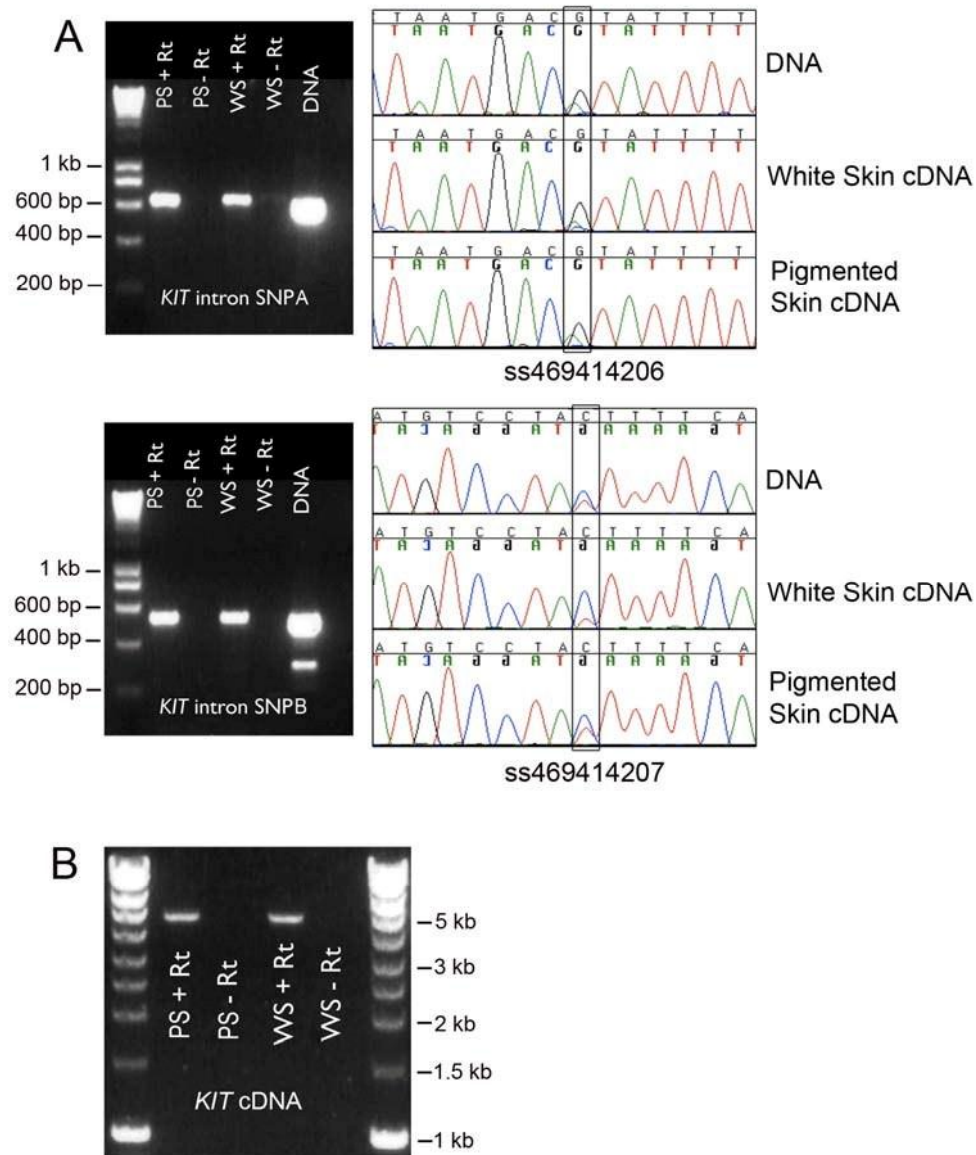 A
PS + Rt
PS - Rt
WS + Rt
WS - Rt
DNA
1 kb
600 bp
400 bp
200 bp
KIT intron SNPA
T A A T G A C G T A T T T T
T A A T G A C G T A T T T T
DNA
T A A T G A C G T A T T T T
T A A T G A C G T A T T T T
White Skin cDNA
T A A T G A C G T A T T T T
T A A T G A C G T A T T T T
Pigmented
Skin cDNA
ss469414206
PS + Rt
PS - Rt
WS + Rt
WS - Rt
DNA
1 kb
600 bp
400 bp
200 bp
KIT intron SNPB
A T G T C C T A C T T T T C A
T A C A G G A T G A A A A G T
DNA
A T G T C C T A C T T T T C A
T A C A G G A T G A A A A G T
White Skin cDNA
A T G T C C T A C T T T T C A
T A C A G G A T G A A A A G T
Pigmented
Skin cDNA
ss469414207
B
PS + Rt
PS - Rt
WS + Rt
WS - Rt
KIT cDNA
5 kb
3 kb
2 kb
1.5 kb
1 kb